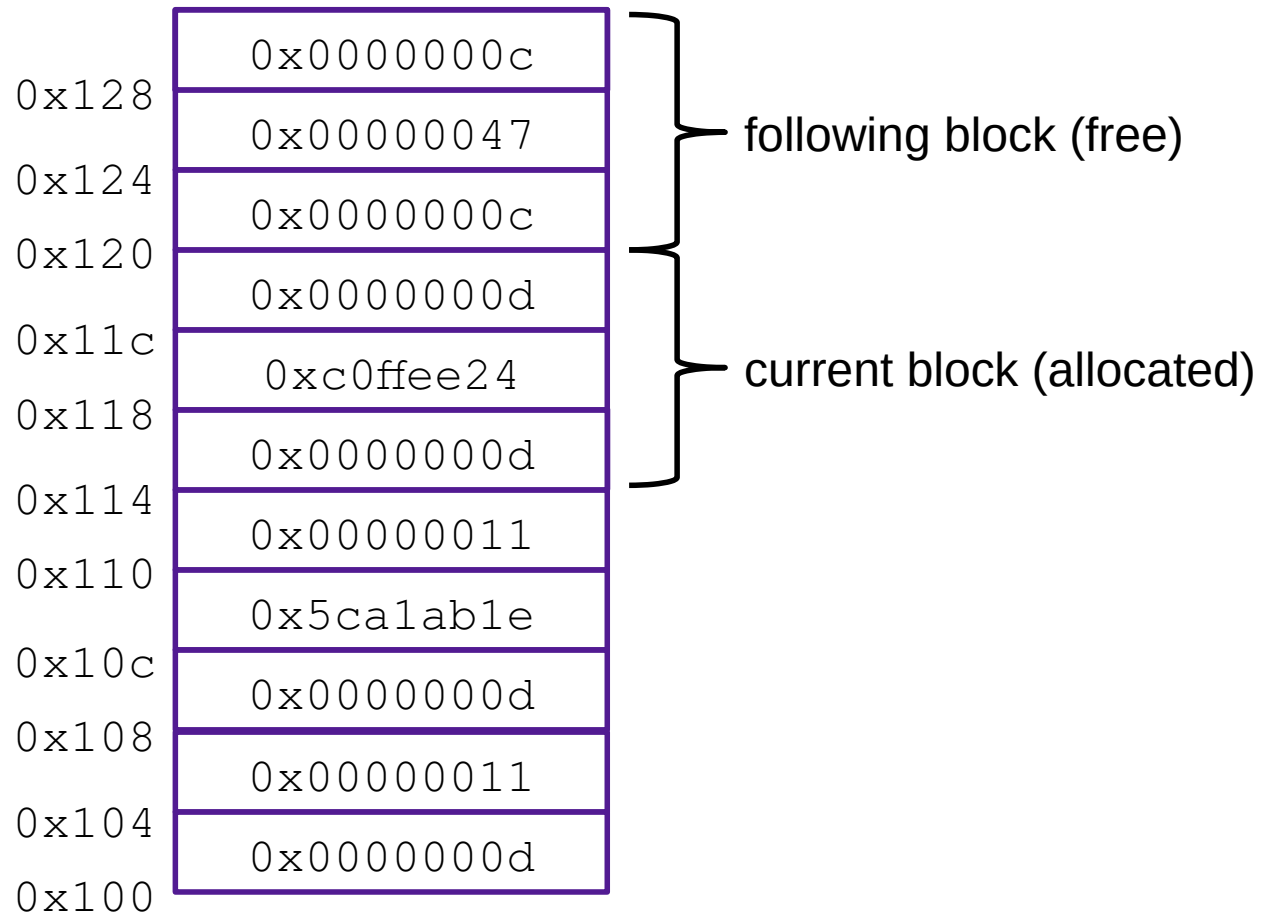 0x0000000c
0x128
0x00000047
following block (free)
0x124
0x0000000c
0x120
0x0000000d
0x11c
0xc0ffee24
current block (allocated)
0x118
0x0000000d
0x114
0x00000011
0x110
0x5ca1ab1e
0x10c
0x0000000d
0x108
0x00000011
0x104
0x0000000d
0x100